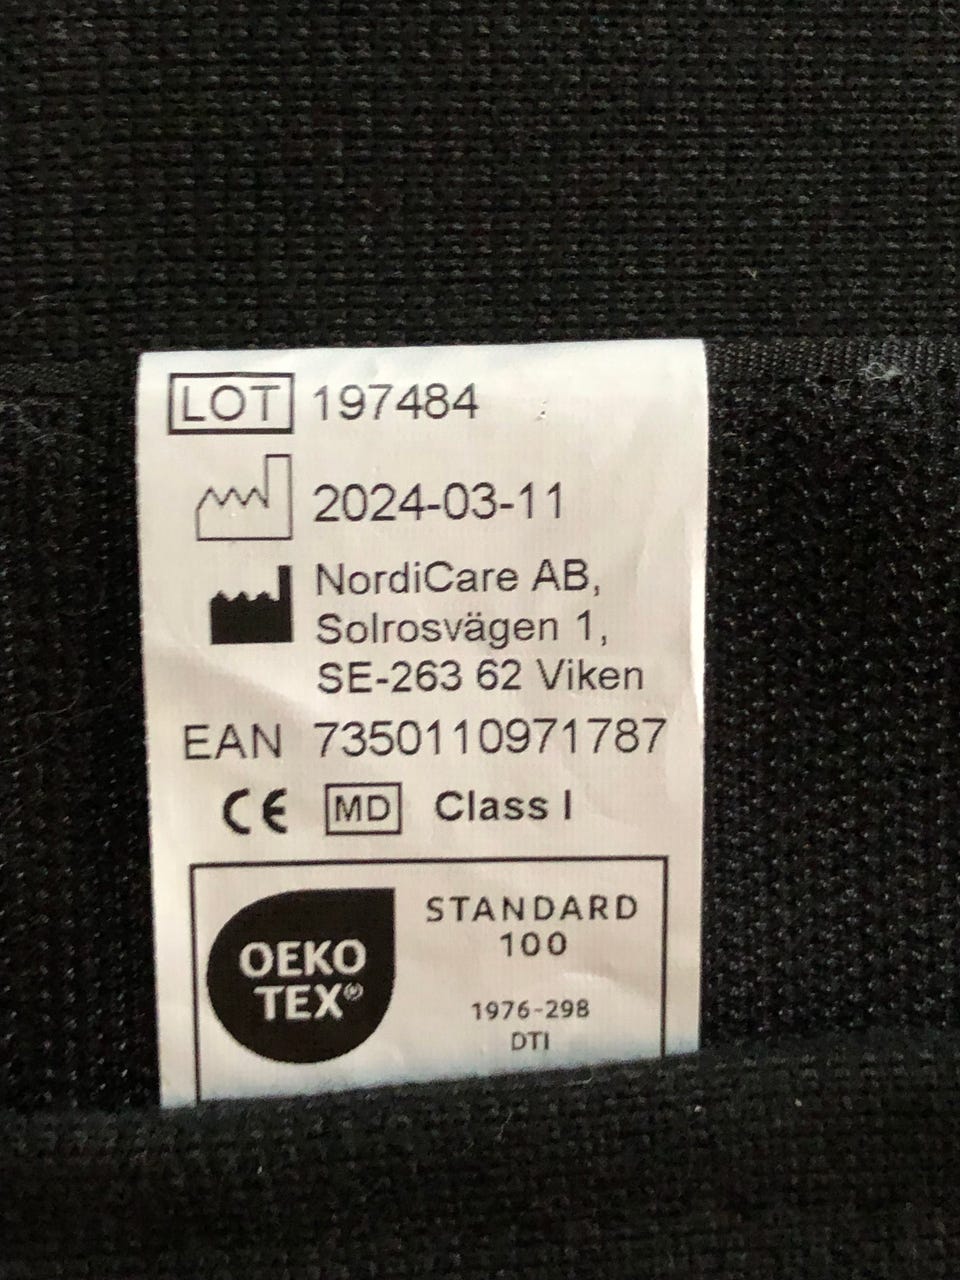 LOT 197484
2024-03-11
NordiCare AB,
Solrosvägen 1,
SE-263 62 Viken
EAN 7350110971787
CE MD Class I
OEKO
TEX®
STANDARD
100
1976-298
DTI